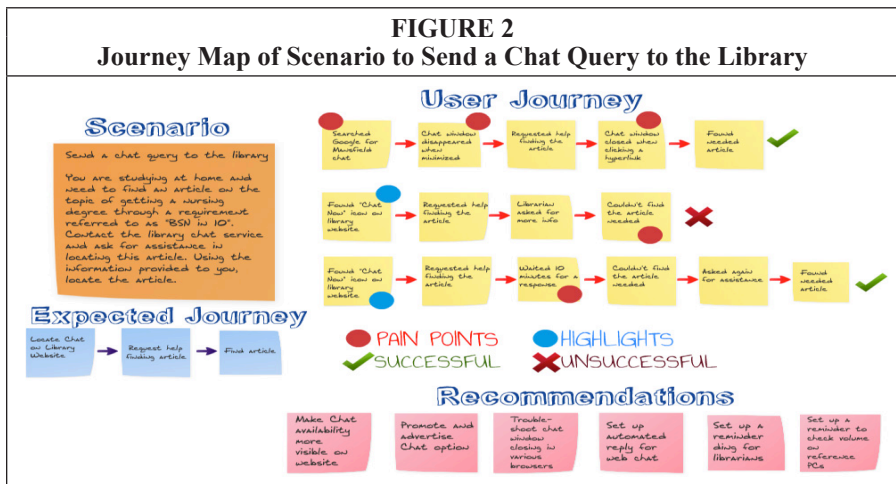 FIGURE 2
Journey Map of Scenario to Send a Chat Query to the Library
Scenario
Send a chat query to the library
You are studying at home and
need to find an article on the
topic of getting a nursing
degree through a requirement
referred to as "BSN in 10".
Contact the library chat service
and ask for assistance in
locating this article. Using the
information provided to you,
locate the article.
Expected Journey
Locate Chat
on Library
Website
Request help
finding article
Find article
User Journey
Searched
Google for
Mansfield
chat
Chat window
disappeared
when
minimized
Requested help
finding the
article
Chat window
closed when
clicking a
hyperlink
Found
needed
article
Found "Chat
Now" icon on
library
website
Requested help
finding the
article
Librarian
asked for
more info
Couldn't find
the article
needed
Found "Chat
Now" icon on
library
website
Requested help
finding the
article
Waited 10
minutes for a
response
Couldn't find
the article
needed
Asked again
for assistance
Found
needed
article
PAIN POINTS
HIGHLIGHTS
SUCCESSFUL
UNSUCCESSFUL
Recommendations
Make Chat
availability
more
visible on
website
Promote and
advertise
Chat option
Trouble-
shoot chat
window
closing in
various
browsers
Set up
automated
reply for
web chat
Set up a
reminder
ding for
librarians
Set up a
reminder to
check volume
on
reference
PCs